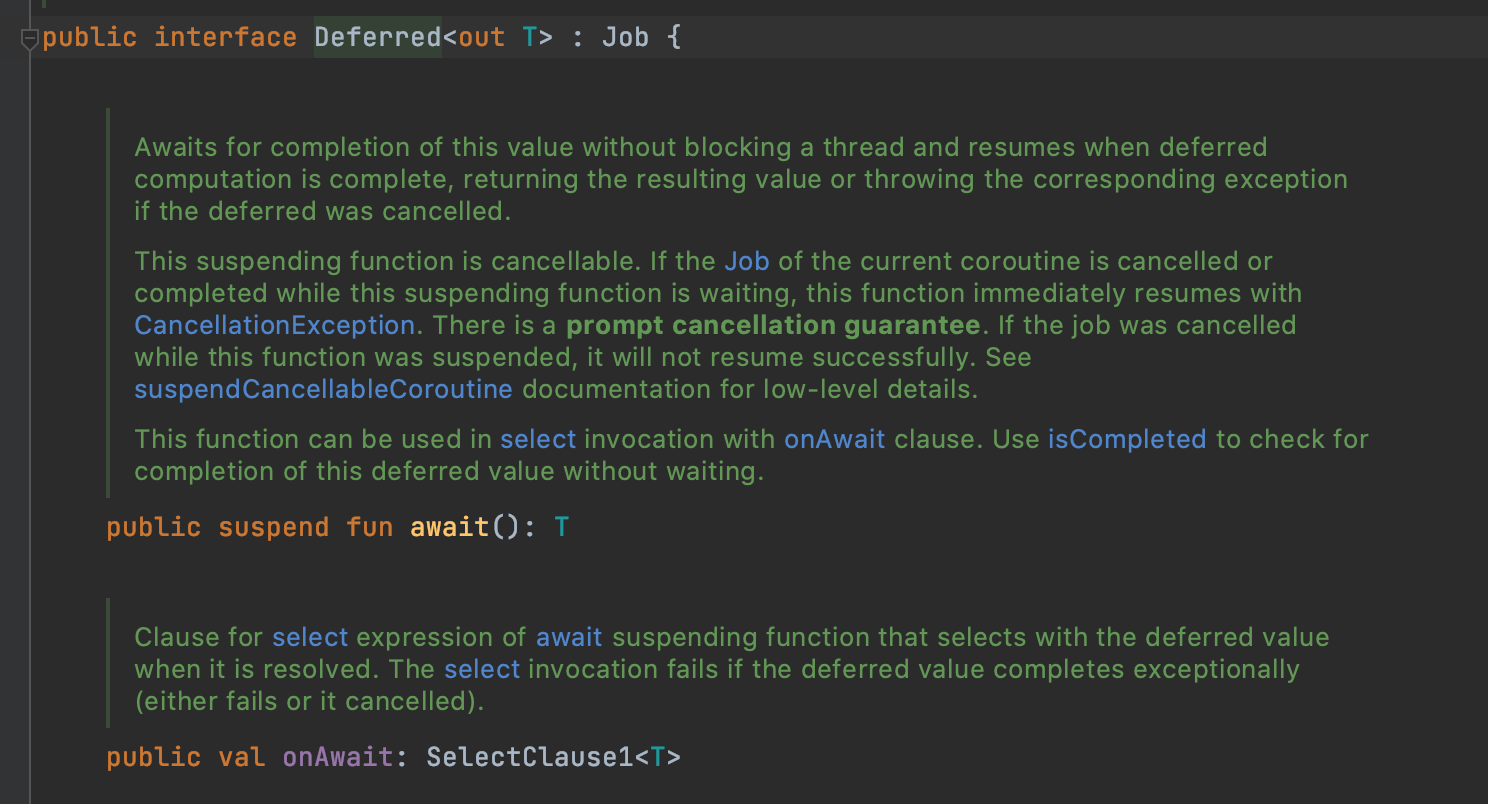 public interface Deferred<out T> : Job {
Awaits for completion of this value without blocking a thread and resumes when deferred
computation is complete, returning the resulting value or throwing the corresponding exception
if the deferred was cancelled.
This suspending function is cancellable. If the Job of the current coroutine is cancelled or
completed while this suspending function is waiting, this function immediately resumes with
CancellationException. There is a prompt cancellation guarantee. If the job was cancelled
while this function was suspended, it will not resume successfully. See
suspendCancellableCoroutine documentation for low-level details.
This function can be used in select invocation with onAwait clause. Use isCompleted to check for
completion of this deferred value without waiting.
public suspend fun await(): T
Clause for select expression of await suspending function that selects with the deferred value
when it is resolved. The select invocation fails if the deferred value completes exceptionally
(either fails or it cancelled).
public val onAwait: SelectClause1<T>